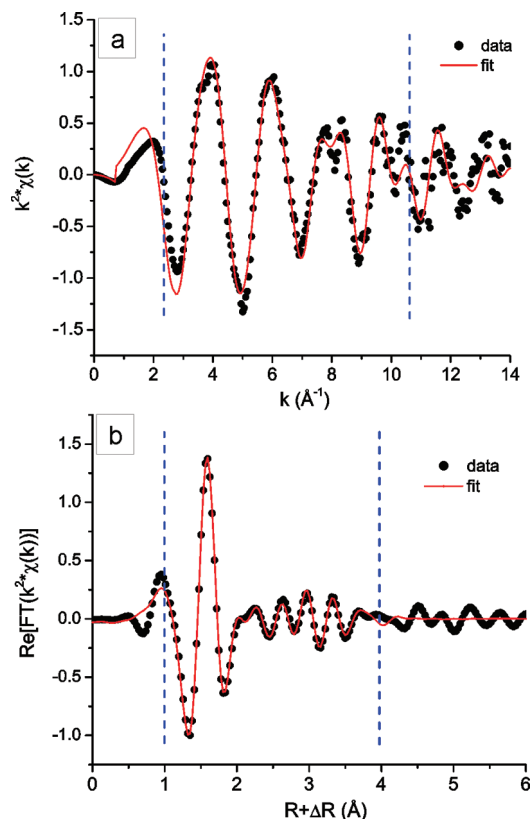 a
data
fit
k²*χ(k)
1.5
1.0
0.5
0.0
-0.5
-1.0
-1.5
0 2 4 6 8 10 12 14
k (Å⁻¹)
b
data
fit
Re[FT(k²*χ(k))]
1.5
1.0
0.5
0.0
-0.5
-1.0
0 1 2 3 4 5 6
R+ΔR (Å)